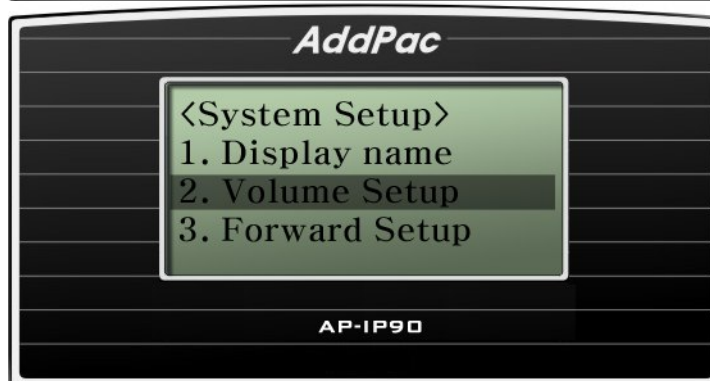 AddPac
<System Setup>
1. Display name
2. Volume Setup
3. Forward Setup
AP-IP90